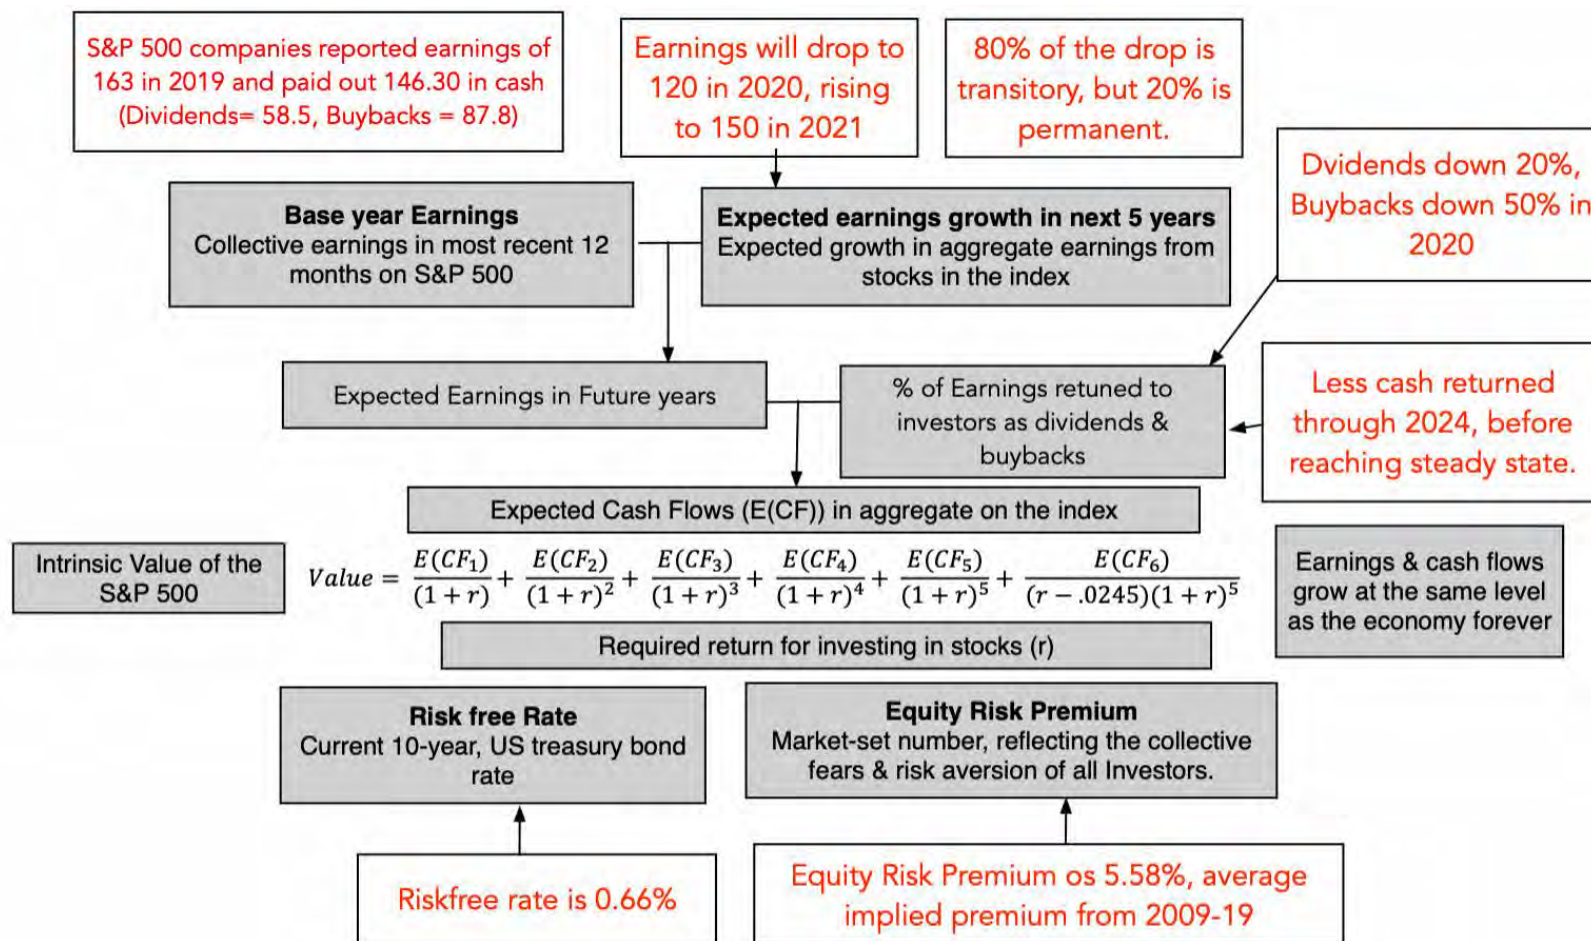 S&P 500 companies reported earnings of
163 in 2019 and paid out 146.30 in cash
(Dividends= 58.5, Buybacks = 87.8)
Earnings will drop to
120 in 2020, rising
to 150 in 2021
80% of the drop is
transitory, but 20% is
permanent.
Dvidends down 20%,
Buybacks down 50% in
2020
Base year Earnings
Collective earnings in most recent 12
months on S&P 500
Expected earnings growth in next 5 years
Expected growth in aggregate earnings from
stocks in the index
Expected Earnings in Future years
% of Earnings retuned to
investors as dividends &
buybacks
Less cash returned
through 2024, before
reaching steady state.
Expected Cash Flows (E(CF)) in aggregate on the index
Intrinsic Value of the
S&P 500
Value = E(CF₁)/(1 + r) + E(CF₂)/(1 + r)² + E(CF₃)/(1 + r)³ + E(CF₄)/(1 + r)⁴ + E(CF₅)/(1 + r)⁵ + E(CF₆)/(r − .0245)(1 + r)⁵
Earnings & cash flows
grow at the same level
as the economy forever
Required return for investing in stocks (r)
Risk free Rate
Current 10-year, US treasury bond
rate
Equity Risk Premium
Market-set number, reflecting the collective
fears & risk aversion of all Investors.
Riskfree rate is 0.66%
Equity Risk Premium os 5.58%, average
implied premium from 2009-19